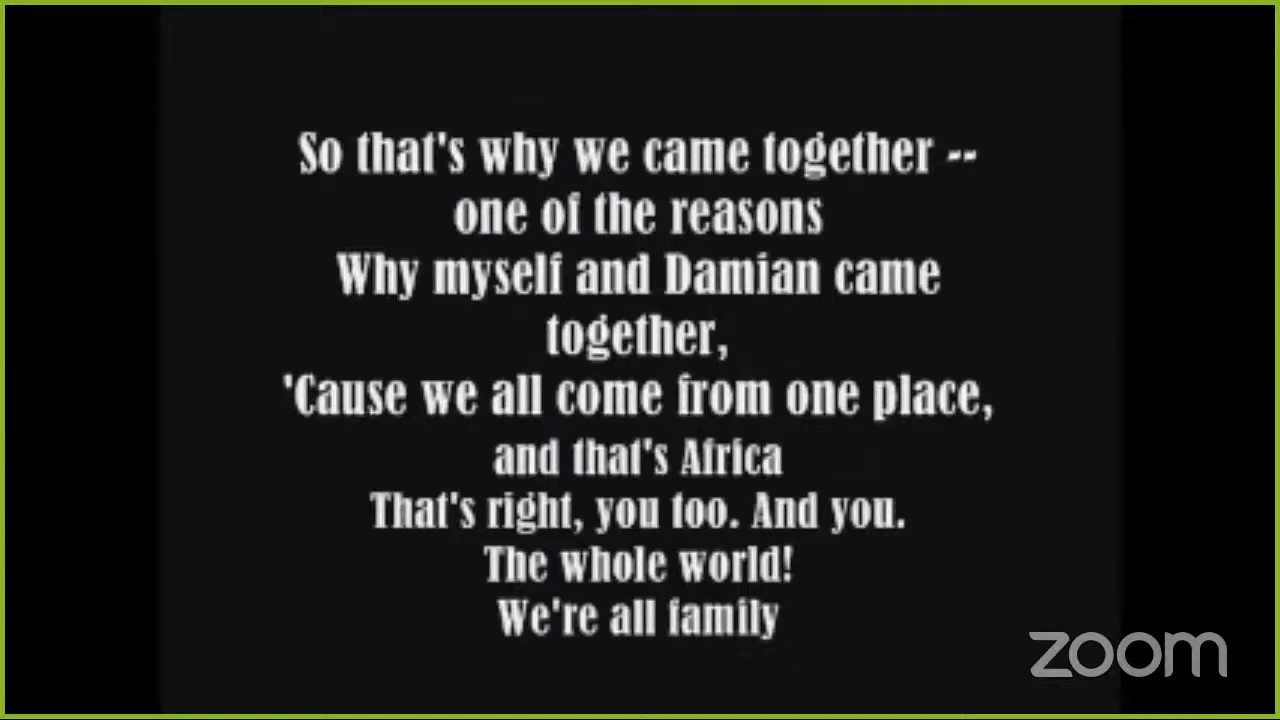 So that's why we came together --
one of the reasons
Why myself and Damian came
together,
'Cause we all come from one place,
and that's Africa
That's right, you too. And you.
The whole world!
We're all family
zoom